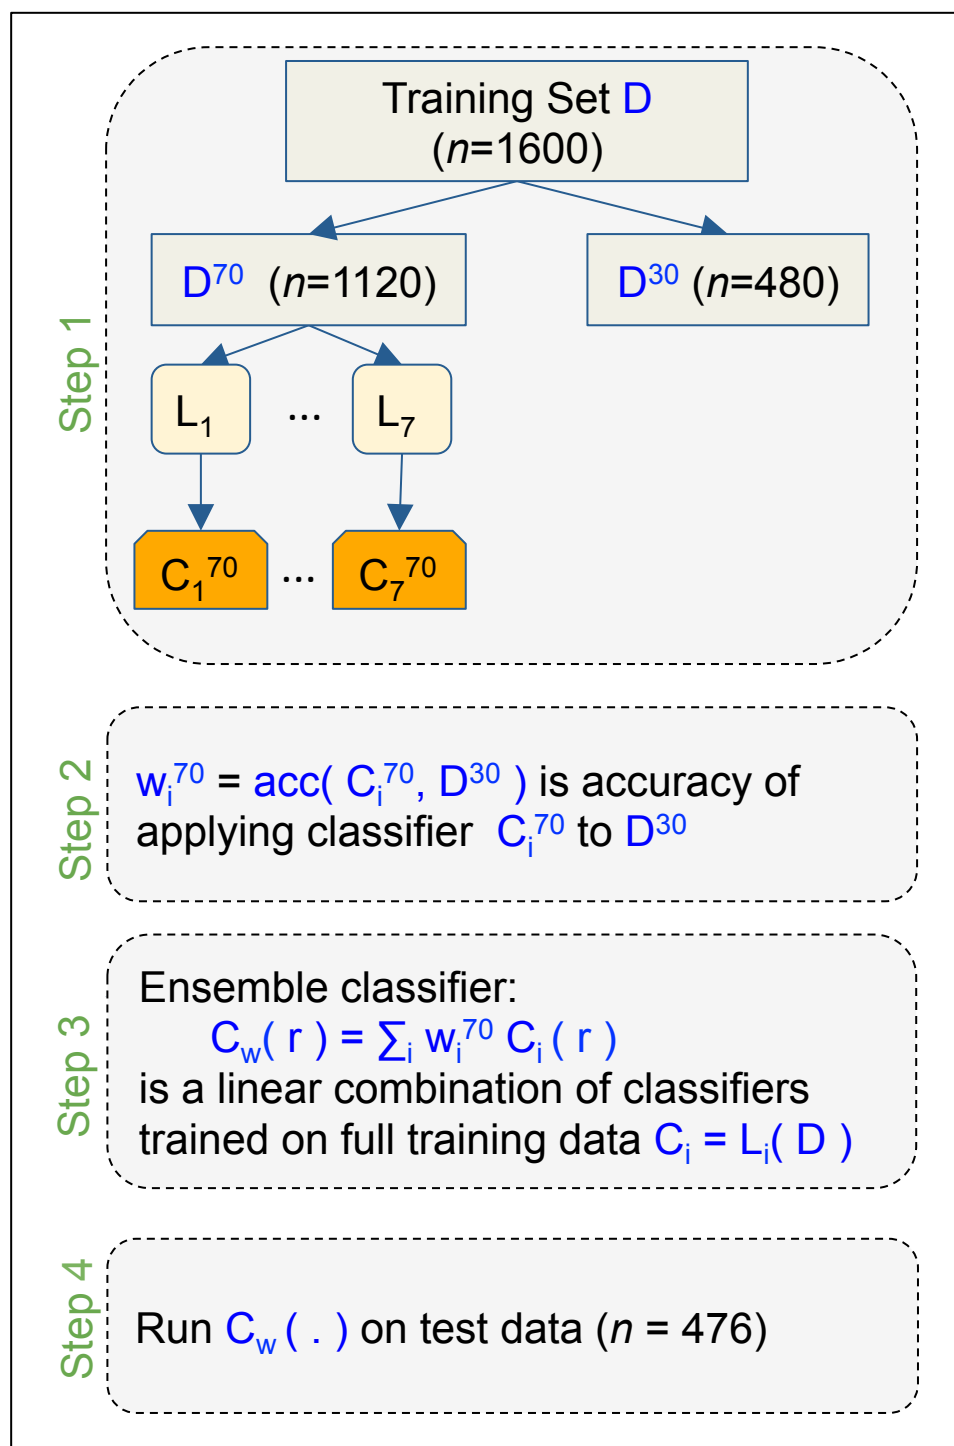 Training Set D
(n=1600)
D⁷⁰ (n=1120)
D³⁰ (n=480)
Step 1
L₁ ... L₇
C₁⁷⁰ ... C₇⁷⁰
Step 2
wᵢ⁷⁰ = acc( Cᵢ⁷⁰, D³⁰ ) is accuracy of
applying classifier Cᵢ⁷⁰ to D³⁰
Step 3
Ensemble classifier:
C_w( r ) = ∑ᵢ wᵢ⁷⁰ Cᵢ ( r )
is a linear combination of classifiers
trained on full training data Cᵢ = Lᵢ( D )
Step 4
Run C_w ( . ) on test data (n = 476)